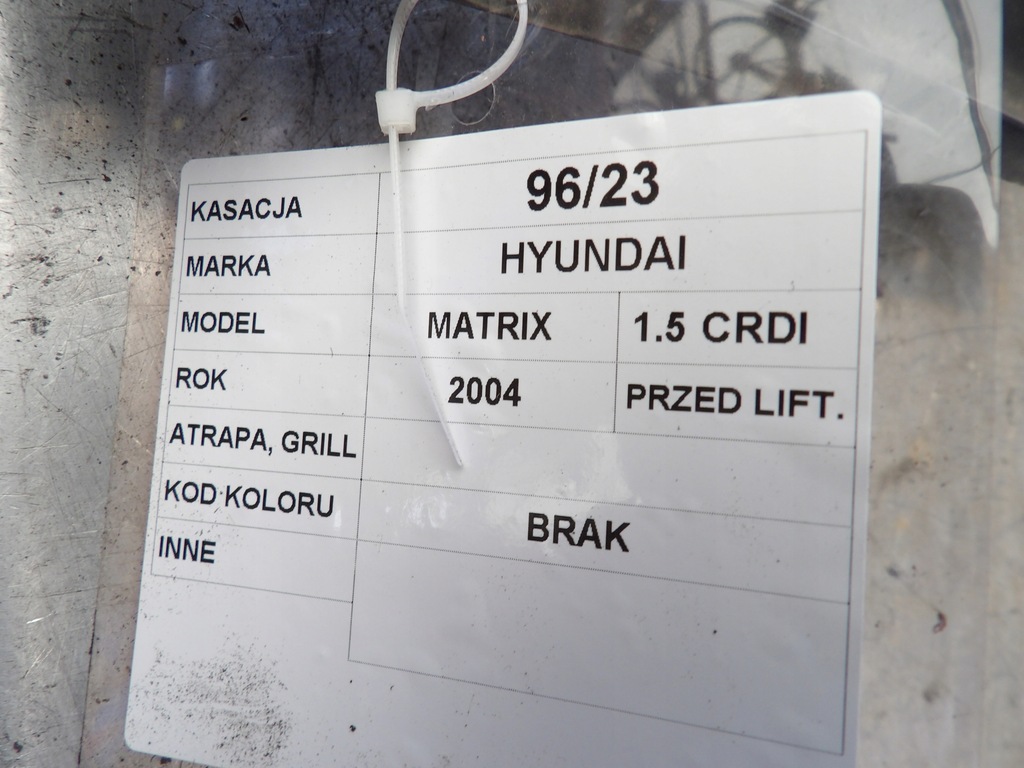 KASACJA 96/23
MARKA HYUNDAI
MODEL MATRIX 1.5 CRDI
ROK 2004 PRZED LIFT.
ATRAPA, GRILL
KOD KOLORU BRAK
INNE